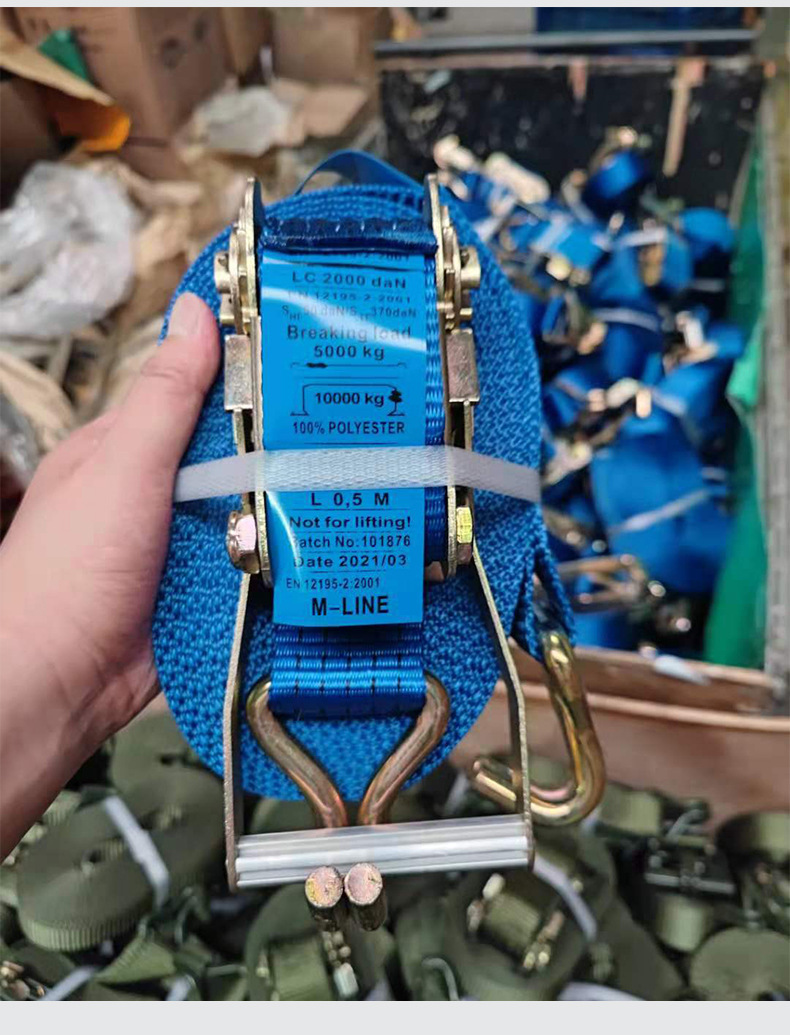 LC 2000 daN
EN 12195-2:2001
Breaking load
5000 kg
10000 kg
100% POLYESTER
L 0,5 M
Not for lifting!
Batch No:101876
Date 2021/03
EN 12195-2:2001
M-LINE